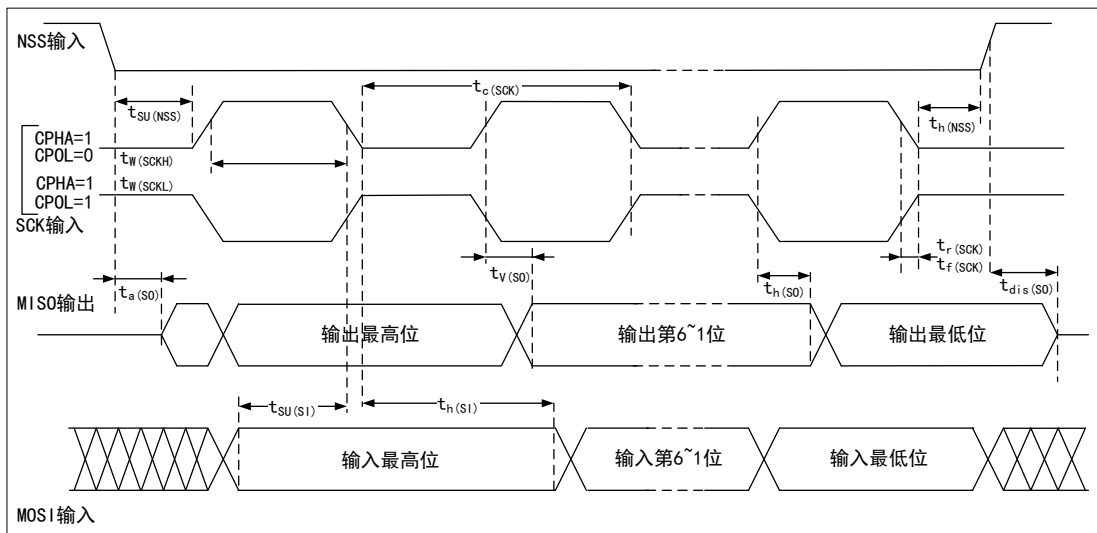 NSS输入
tc(SCK)
tSU(NSS)
th(NSS)
CPHA=1
CPOL=0
tW(SCKH)
CPHA=1
CPOL=1
tW(SCKL)
SCK输入
tr(SCK)
tf(SCK)
tV(SO)
ta(SO)
th(SO)
tdis(SO)
MISO输出
输出最高位
输出第6~1位
输出最低位
tSU(SI)
th(SI)
输入最高位
输入第6~1位
输入最低位
MOSI输入